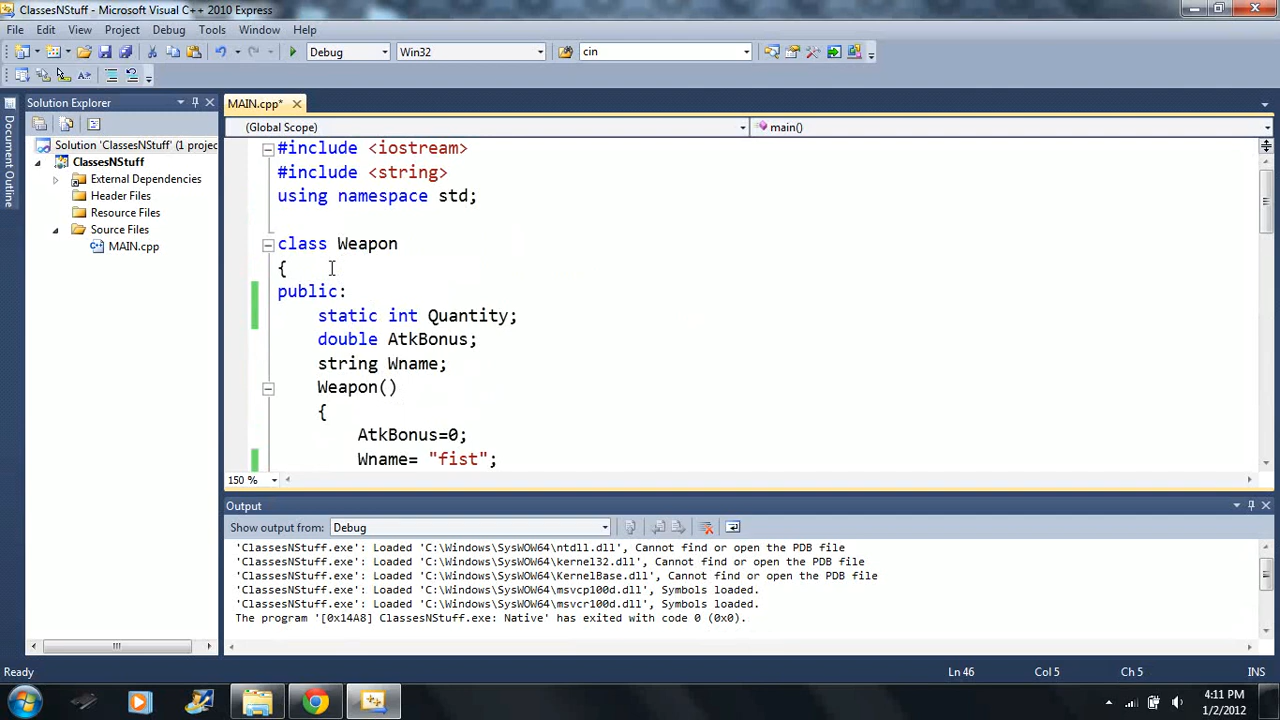 ClassesNStuff - Microsoft Visual C++ 2010 Express
File Edit View Project Debug Tools Window Help
Debug Win32 cin
Solution Explorer
MAIN.cpp*
Document Outline
(Global Scope) main()
Solution 'ClassesNStuff' (1 projec
ClassesNStuff
External Dependencies
Header Files
Resource Files
Source Files
MAIN.cpp
#include <iostream>
#include <string>
using namespace std;
class Weapon
{
public:
static int Quantity;
double AtkBonus;
string Wname;
Weapon()
{
AtkBonus=0;
Wname= "fist";
150 %
Output
Show output from: Debug
'ClassesNStuff.exe': Loaded 'C:\Windows\SysWOW64\ntdll.dll', Cannot find or open the PDB file
'ClassesNStuff.exe': Loaded 'C:\Windows\SysWOW64\kernel32.dll', Cannot find or open the PDB file
'ClassesNStuff.exe': Loaded 'C:\Windows\SysWOW64\KernelBase.dll', Cannot find or open the PDB file
'ClassesNStuff.exe': Loaded 'C:\Windows\SysWOW64\msvcp100d.dll', Symbols loaded.
'ClassesNStuff.exe': Loaded 'C:\Windows\SysWOW64\msvcr100d.dll', Symbols loaded.
The program '[0x14A8] ClassesNStuff.exe: Native' has exited with code 0 (0x0).
Ready Ln 46 Col 5 Ch 5 INS
4:11 PM
1/2/2012